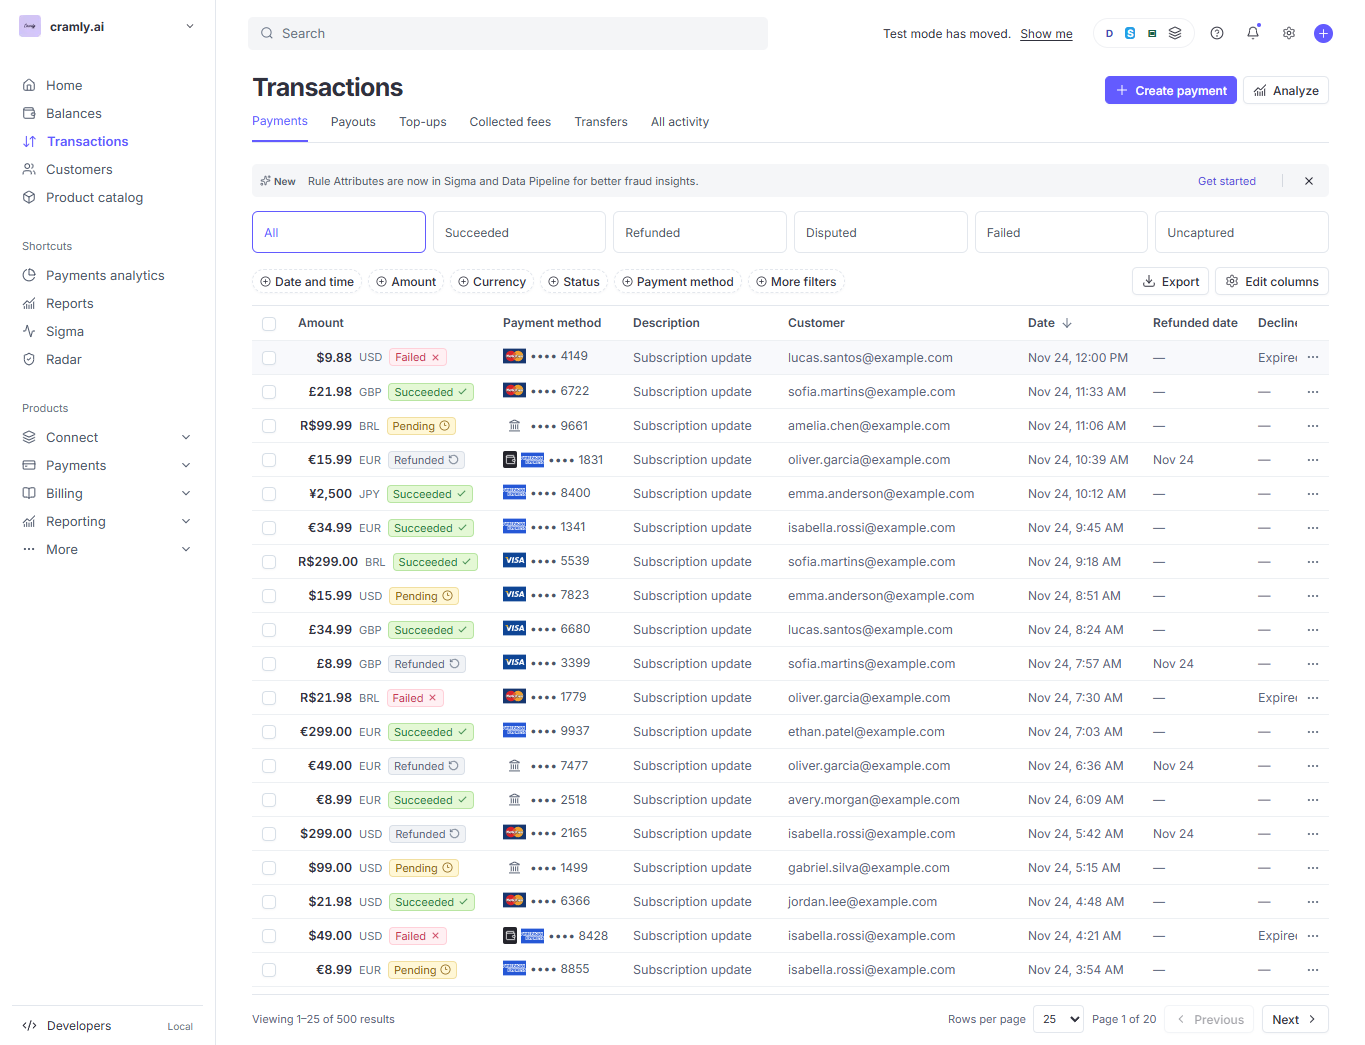 cramly.ai
Search
Test mode has moved. Show me
Home
Balances
Transactions
Customers
Product catalog
Shortcuts
Payments analytics
Reports
Sigma
Radar
Products
Connect
Payments
Billing
Reporting
More
Developers Local
Transactions
Create payment Analyze
Payments Payouts Top-ups Collected fees Transfers All activity
New Rule Attributes are now in Sigma and Data Pipeline for better fraud insights. Get started
All Succeeded Refunded Disputed Failed Uncaptured
Date and time Amount Currency Status Payment method More filters Export Edit columns
Amount Payment method Description Customer Date Refunded date Decline
$9.88 USD Failed •••• 4149 Subscription update lucas.santos@example.com Nov 24, 12:00 PM — Expired
£21.98 GBP Succeeded •••• 6722 Subscription update sofia.martins@example.com Nov 24, 11:33 AM — —
R$99.99 BRL Pending •••• 9661 Subscription update amelia.chen@example.com Nov 24, 11:06 AM — —
€15.99 EUR Refunded •••• 1831 Subscription update oliver.garcia@example.com Nov 24, 10:39 AM Nov 24 —
¥2,500 JPY Succeeded •••• 8400 Subscription update emma.anderson@example.com Nov 24, 10:12 AM — —
€34.99 EUR Succeeded •••• 1341 Subscription update isabella.rossi@example.com Nov 24, 9:45 AM — —
R$299.00 BRL Succeeded VISA •••• 5539 Subscription update sofia.martins@example.com Nov 24, 9:18 AM — —
$15.99 USD Pending VISA •••• 7823 Subscription update emma.anderson@example.com Nov 24, 8:51 AM — —
£34.99 GBP Succeeded VISA •••• 6680 Subscription update lucas.santos@example.com Nov 24, 8:24 AM — —
£8.99 GBP Refunded VISA •••• 3399 Subscription update sofia.martins@example.com Nov 24, 7:57 AM Nov 24 —
R$21.98 BRL Failed •••• 1779 Subscription update oliver.garcia@example.com Nov 24, 7:30 AM — Expired
€299.00 EUR Succeeded •••• 9937 Subscription update ethan.patel@example.com Nov 24, 7:03 AM — —
€49.00 EUR Refunded •••• 7477 Subscription update oliver.garcia@example.com Nov 24, 6:36 AM Nov 24 —
€8.99 EUR Succeeded •••• 2518 Subscription update avery.morgan@example.com Nov 24, 6:09 AM — —
$299.00 USD Refunded •••• 2165 Subscription update isabella.rossi@example.com Nov 24, 5:42 AM Nov 24 —
$99.00 USD Pending •••• 1499 Subscription update gabriel.silva@example.com Nov 24, 5:15 AM — —
$21.98 USD Succeeded •••• 6366 Subscription update jordan.lee@example.com Nov 24, 4:48 AM — —
$49.00 USD Failed •••• 8428 Subscription update isabella.rossi@example.com Nov 24, 4:21 AM — Expired
€8.99 EUR Pending •••• 8855 Subscription update isabella.rossi@example.com Nov 24, 3:54 AM — —
Viewing 1–25 of 500 results Rows per page 25 Page 1 of 20 Previous Next